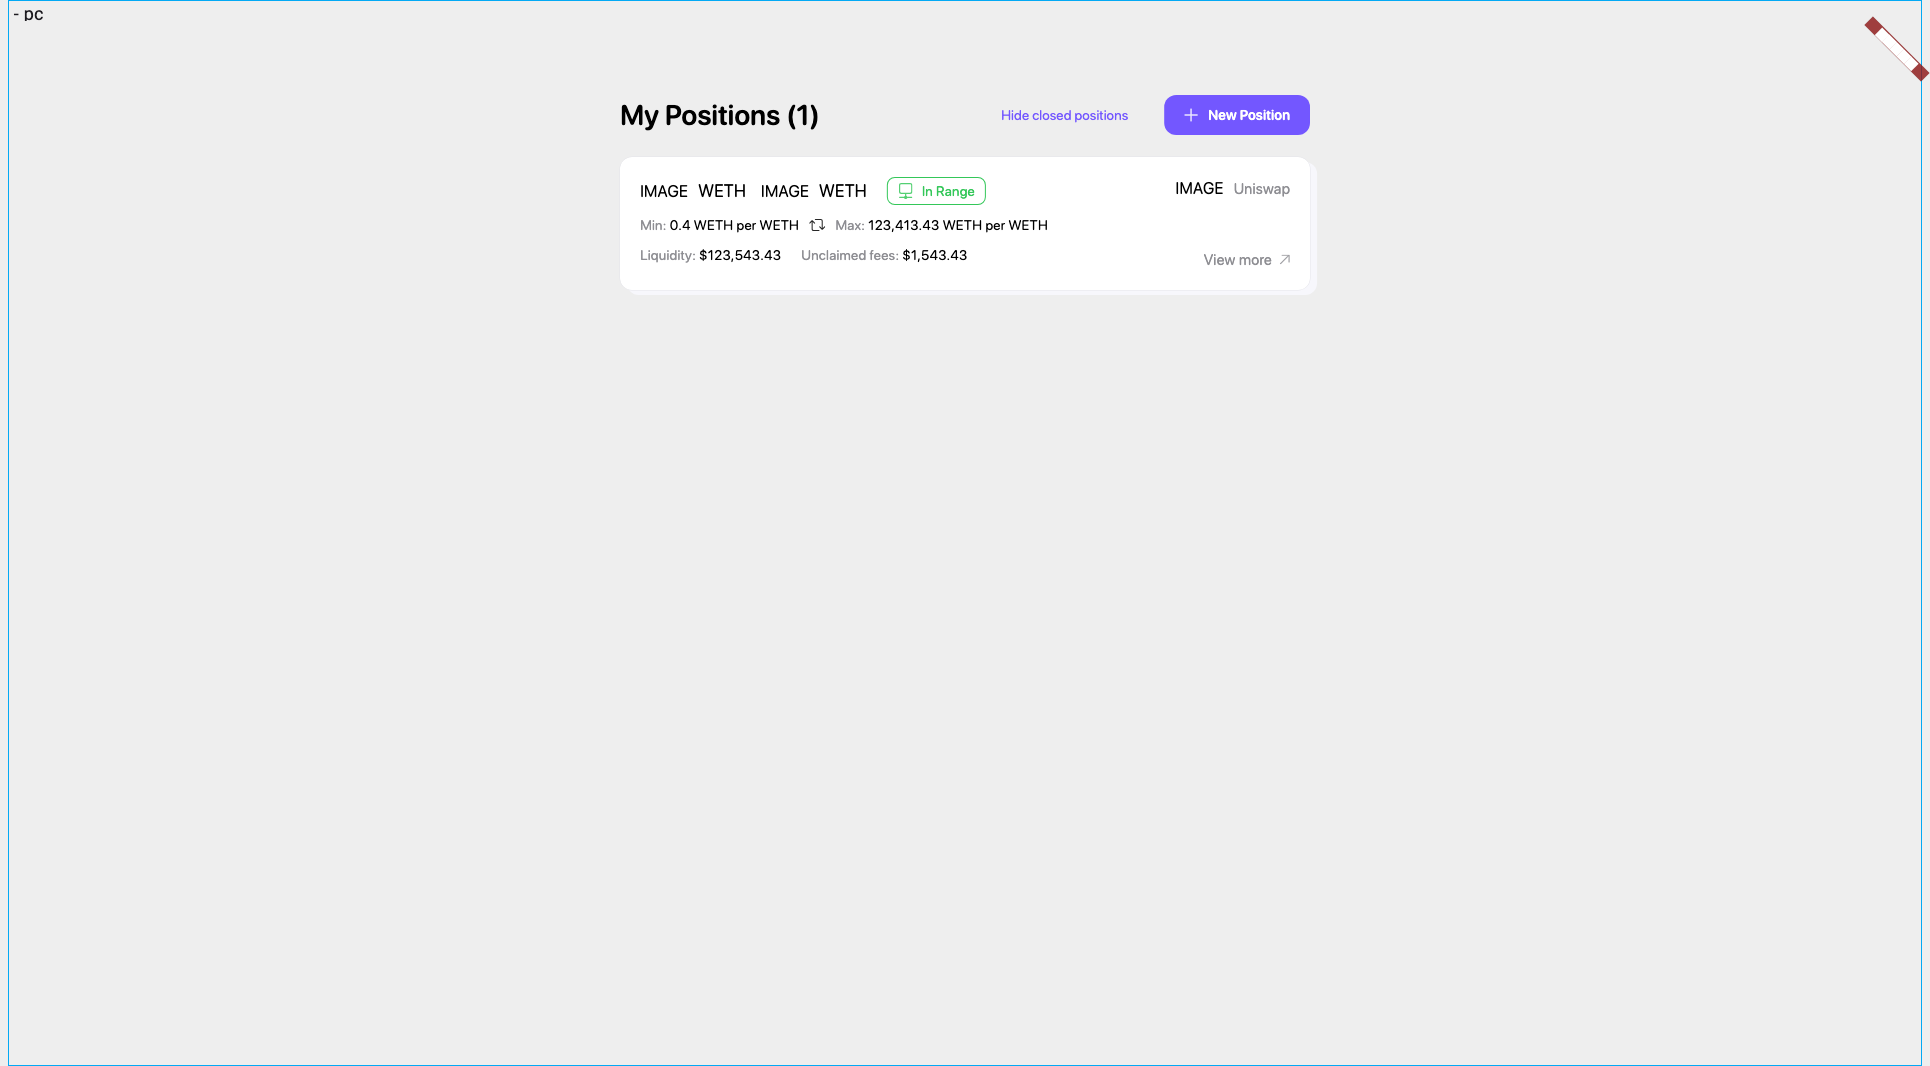 - pc
My Positions (1)
Hide closed positions
New Position
IMAGE WETH IMAGE WETH In Range
IMAGE Uniswap
Min: 0.4 WETH per WETH Max: 123,413.43 WETH per WETH
Liquidity: $123,543.43 Unclaimed fees: $1,543.43
View more